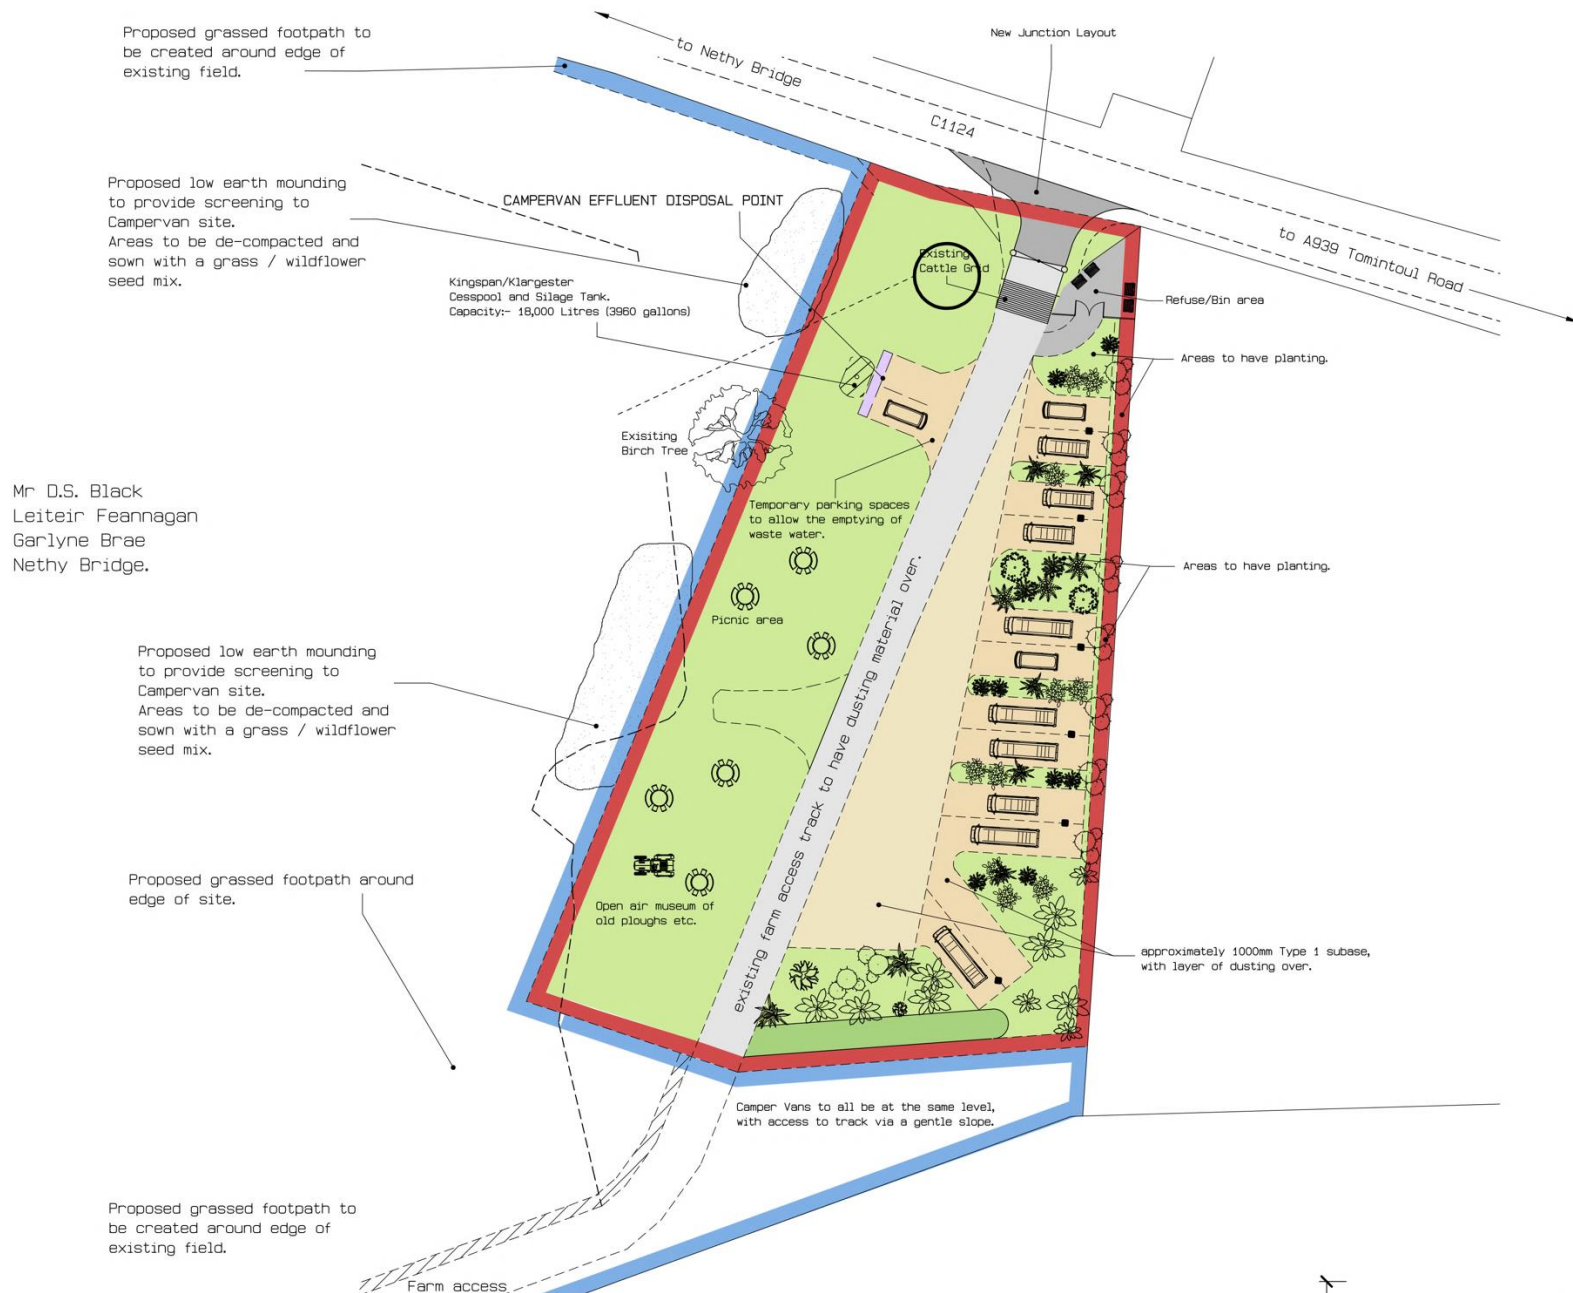 Proposed grassed footpath to
be created around edge of
existing field.
to Nethy Bridge
New Junction Layout
C1124
to A939 Tomintoul Road
Proposed low earth mounding
to provide screening to
Campervan site.
Areas to be de-compacted and
sown with a grass / wildflower
seed mix.
CAMPERVAN EFFLUENT DISPOSAL POINT
Kingspan/Klargester
Cesspool and Silage Tank.
Capacity:- 18,000 Litres (3960 gallons)
Existing
Cattle Grid
Refuse/Bin area
Areas to have planting.
Exisiting
Birch Tree
Mr D.S. Black
Leiteir Feannagan
Garlyne Brae
Nethy Bridge.
Temporary parking spaces
to allow the emptying of
waste water.
Areas to have planting.
Picnic area
existing farm access track to have dusting material over.
Proposed low earth mounding
to provide screening to
Campervan site.
Areas to be de-compacted and
sown with a grass / wildflower
seed mix.
Proposed grassed footpath around
edge of site.
Open air museum of
old ploughs etc.
approximately 1000mm Type 1 subase,
with layer of dusting over.
Camper Vans to all be at the same level,
with access to track via a gentle slope.
Proposed grassed footpath to
be created around edge of
existing field.
Farm access